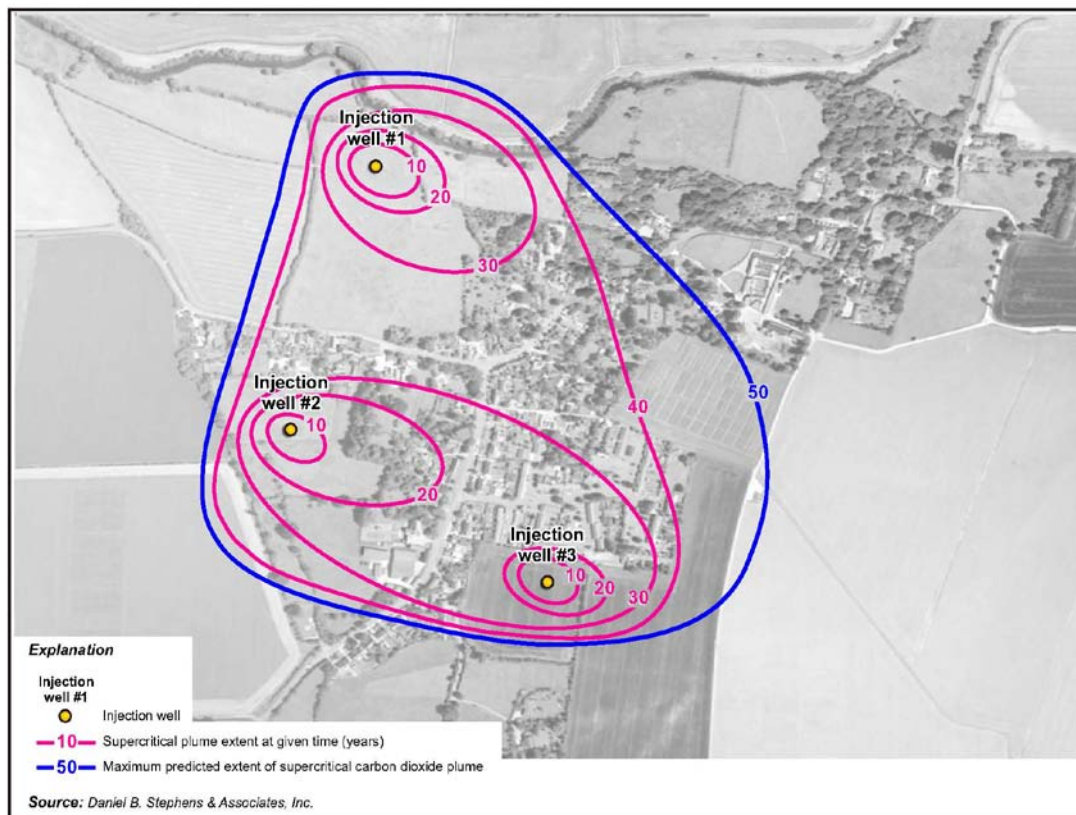 Injection
well #1
10
20
30
Injection
well #2
10
20
40
50
Injection
well #3
10
20
30
Explanation
Injection
well #1
Injection well
10 Supercritical plume extent at given time (years)
50 Maximum predicted extent of supercritical carbon dioxide plume
Source: Daniel B. Stephens & Associates, Inc.